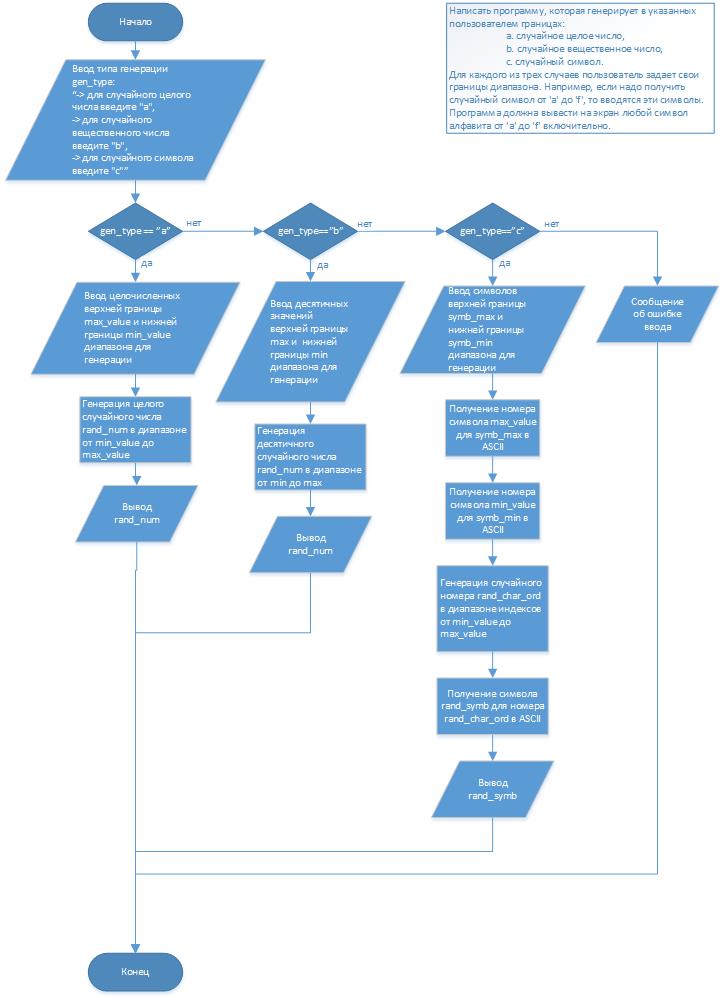 Начало
Написать программу, которая генерирует в указанных
пользователем границах:
a. случайное целое число,
b. случайное вещественное число,
c. случайный символ.
Для каждого из трех случаев пользователь задает свои
границы диапазона. Например, если надо получить
случайный символ от 'a' до 'f', то вводятся эти символы.
Программа должна вывести на экран любой символ
алфавита от 'a' до 'f' включительно.
Ввод типа генерации
gen_type:
“-> для случайного целого
числа введите "a",
-> для случайного
вещественного числа
введите "b",
-> для случайного символа
введите "c"”
gen_type == ”a”
нет
да
gen_type==”b”
нет
да
gen_type==”c”
нет
да
Ввод целочисленных
верхней границы
max_value и нижней
границы min_value
диапазона для
генерации
Генерация целого
случайного числа
rand_num в диапазоне
от min_value до
max_value
Вывод
rand_num
Ввод десятичных
значений
верхней границы
max и нижней
границы min
диапазона для
генерации
Генерация
десятичного
случайного числа
rand_num в диапазоне
от min до max
Вывод
rand_num
Ввод символов
верхней границы
symb_max и
нижней границы
symb_min
диапазона для
генерации
Получение номера
символа max_value
для symb_max в
ASCII
Получение номера
символа min_value
для symb_min в
ASCII
Генерация случайного
номера rand_char_ord
в диапазоне индексов
от min_value до
max_value
Получение символа
rand_symb для номера
rand_char_ord в ASCII
Вывод
rand_symb
Сообщение
об ошибке
ввода
Конец